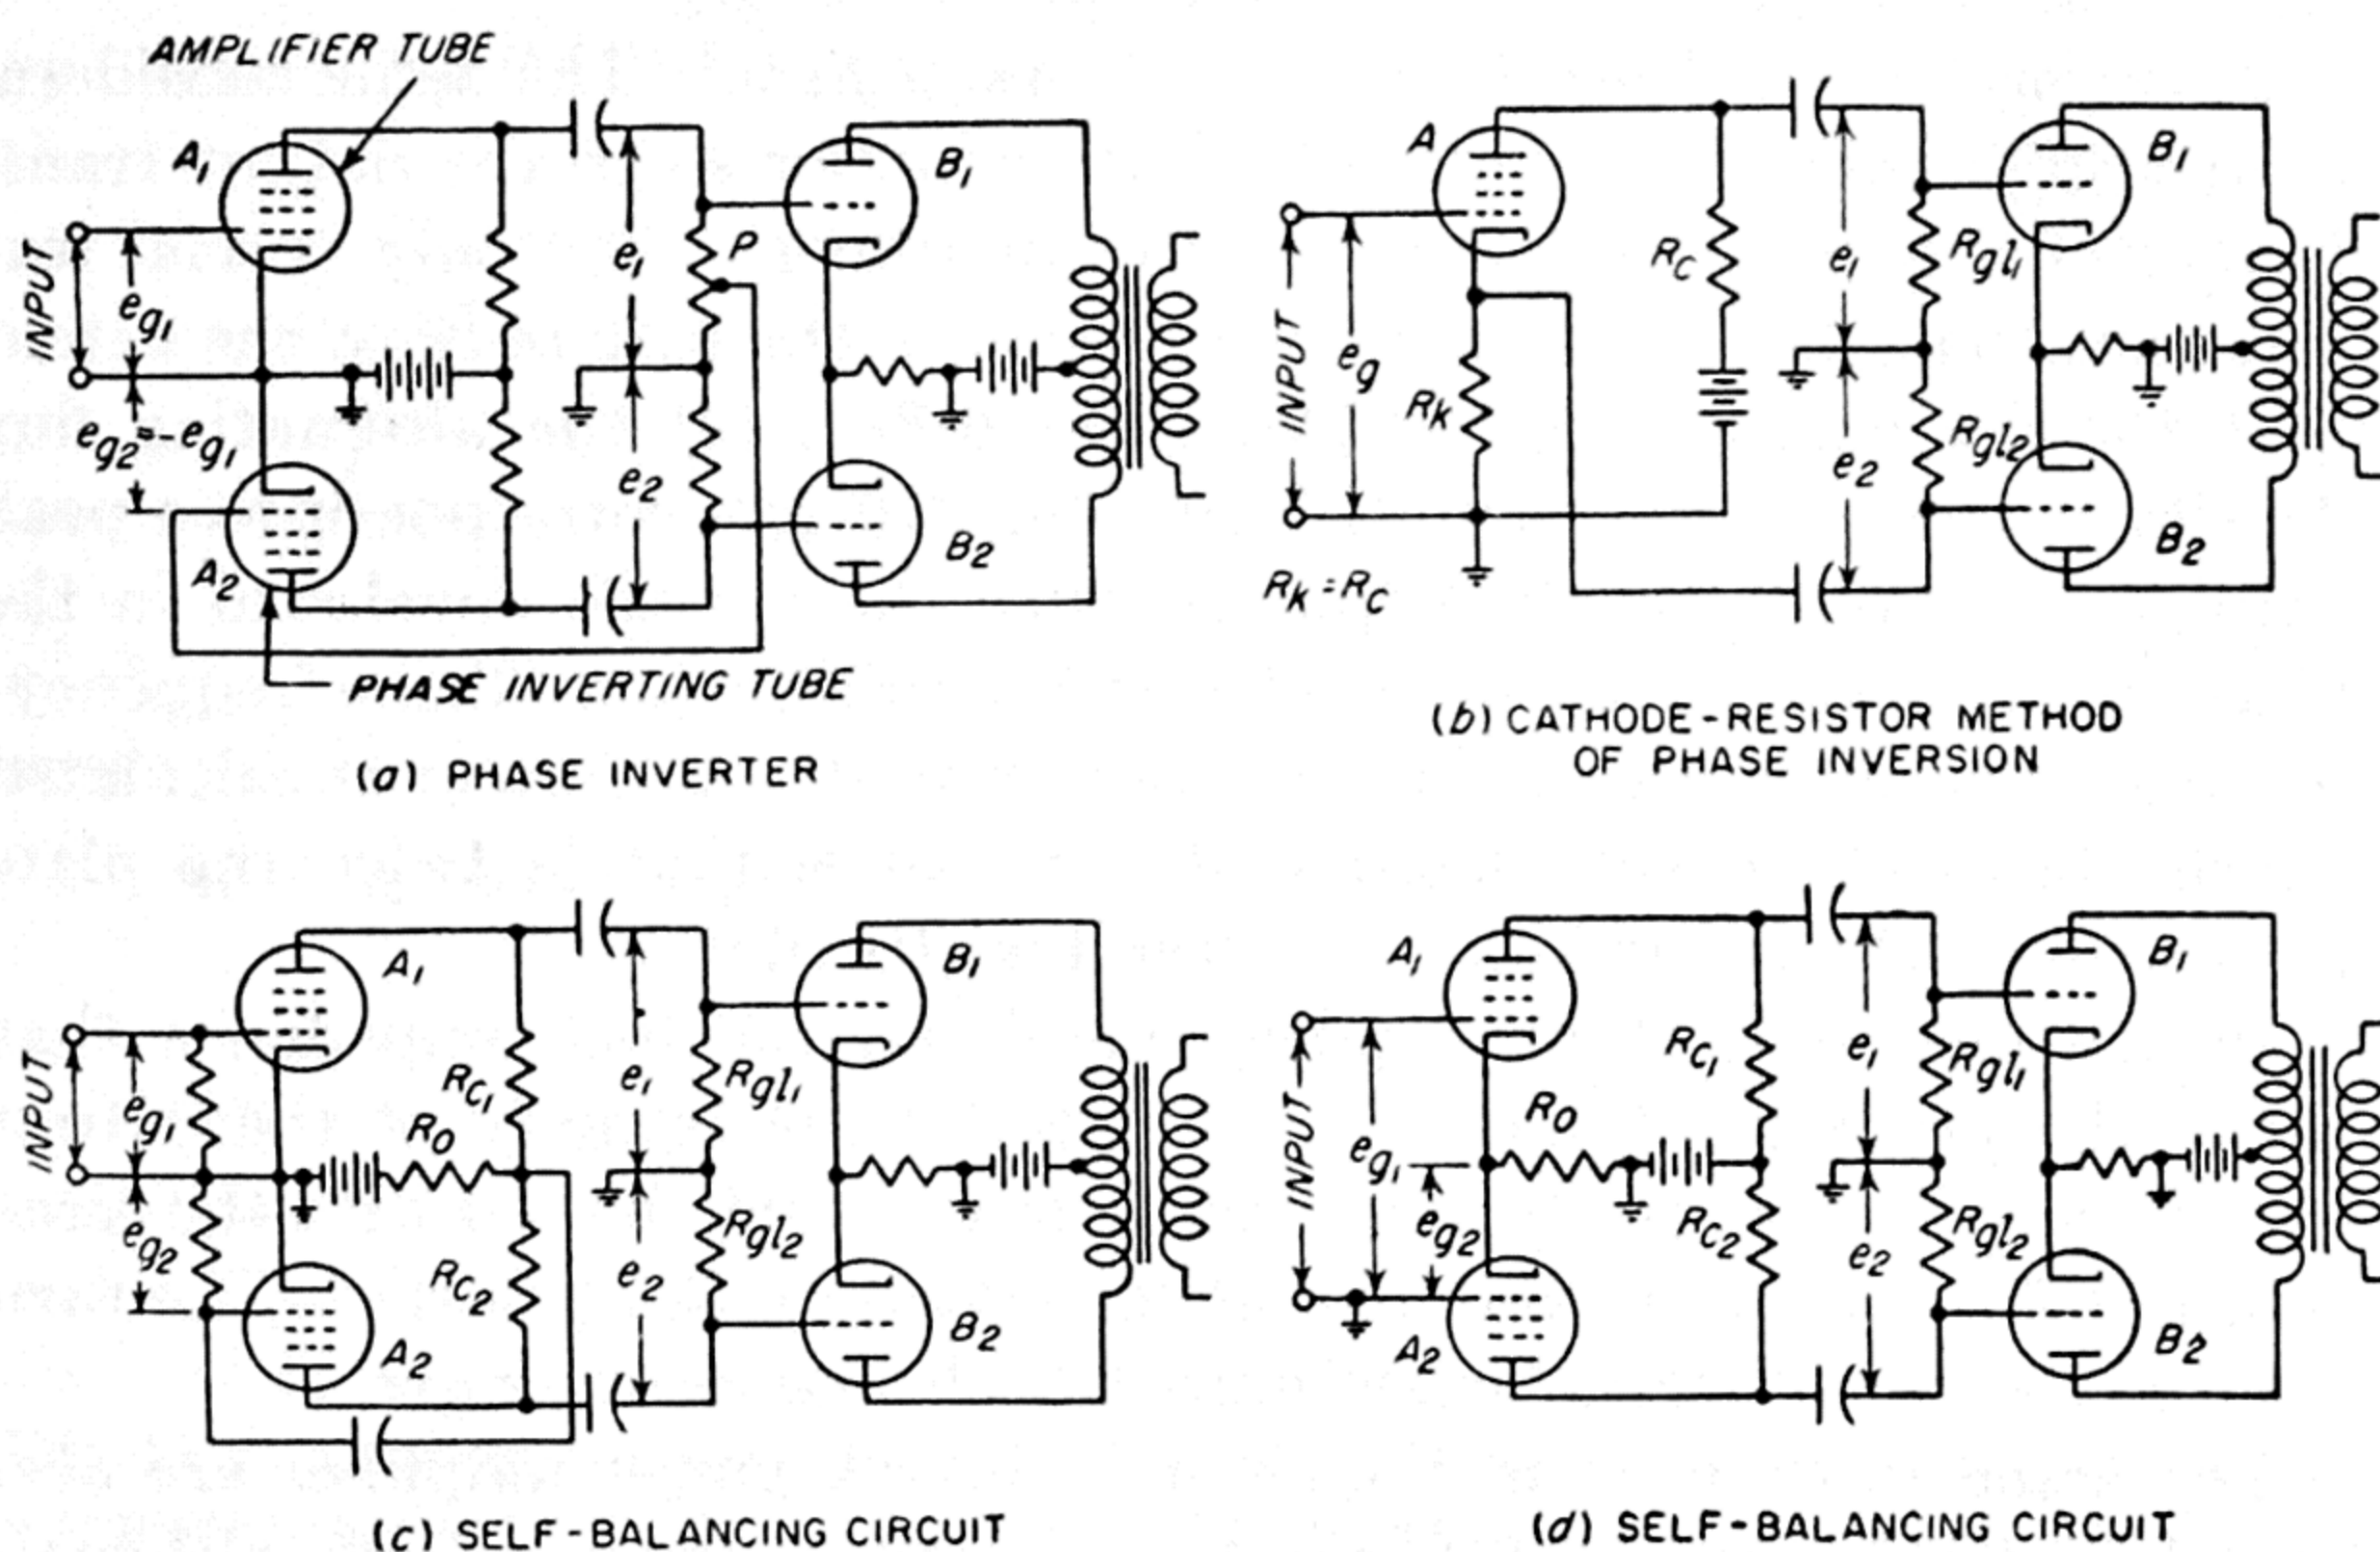 AMPLIFIER TUBE
A1
B1
INPUT
eg1
e1
P
eg2=-eg1
e2
A2
B2
PHASE INVERTING TUBE
(a) PHASE INVERTER
A
B1
INPUT
eg
RC
e1
Rgl1
RK
e2
Rgl2
B2
RK=RC
(b) CATHODE-RESISTOR METHOD
OF PHASE INVERSION
A1
B1
INPUT
eg1
RC1
e1
Rgl1
RO
eg2
RC2
e2
Rgl2
A2
B2
(c) SELF-BALANCING CIRCUIT
A1
B1
INPUT
eg1
RC1
e1
Rgl1
RO
eg2
RC2
e2
Rgl2
A2
B2
(d) SELF-BALANCING CIRCUIT